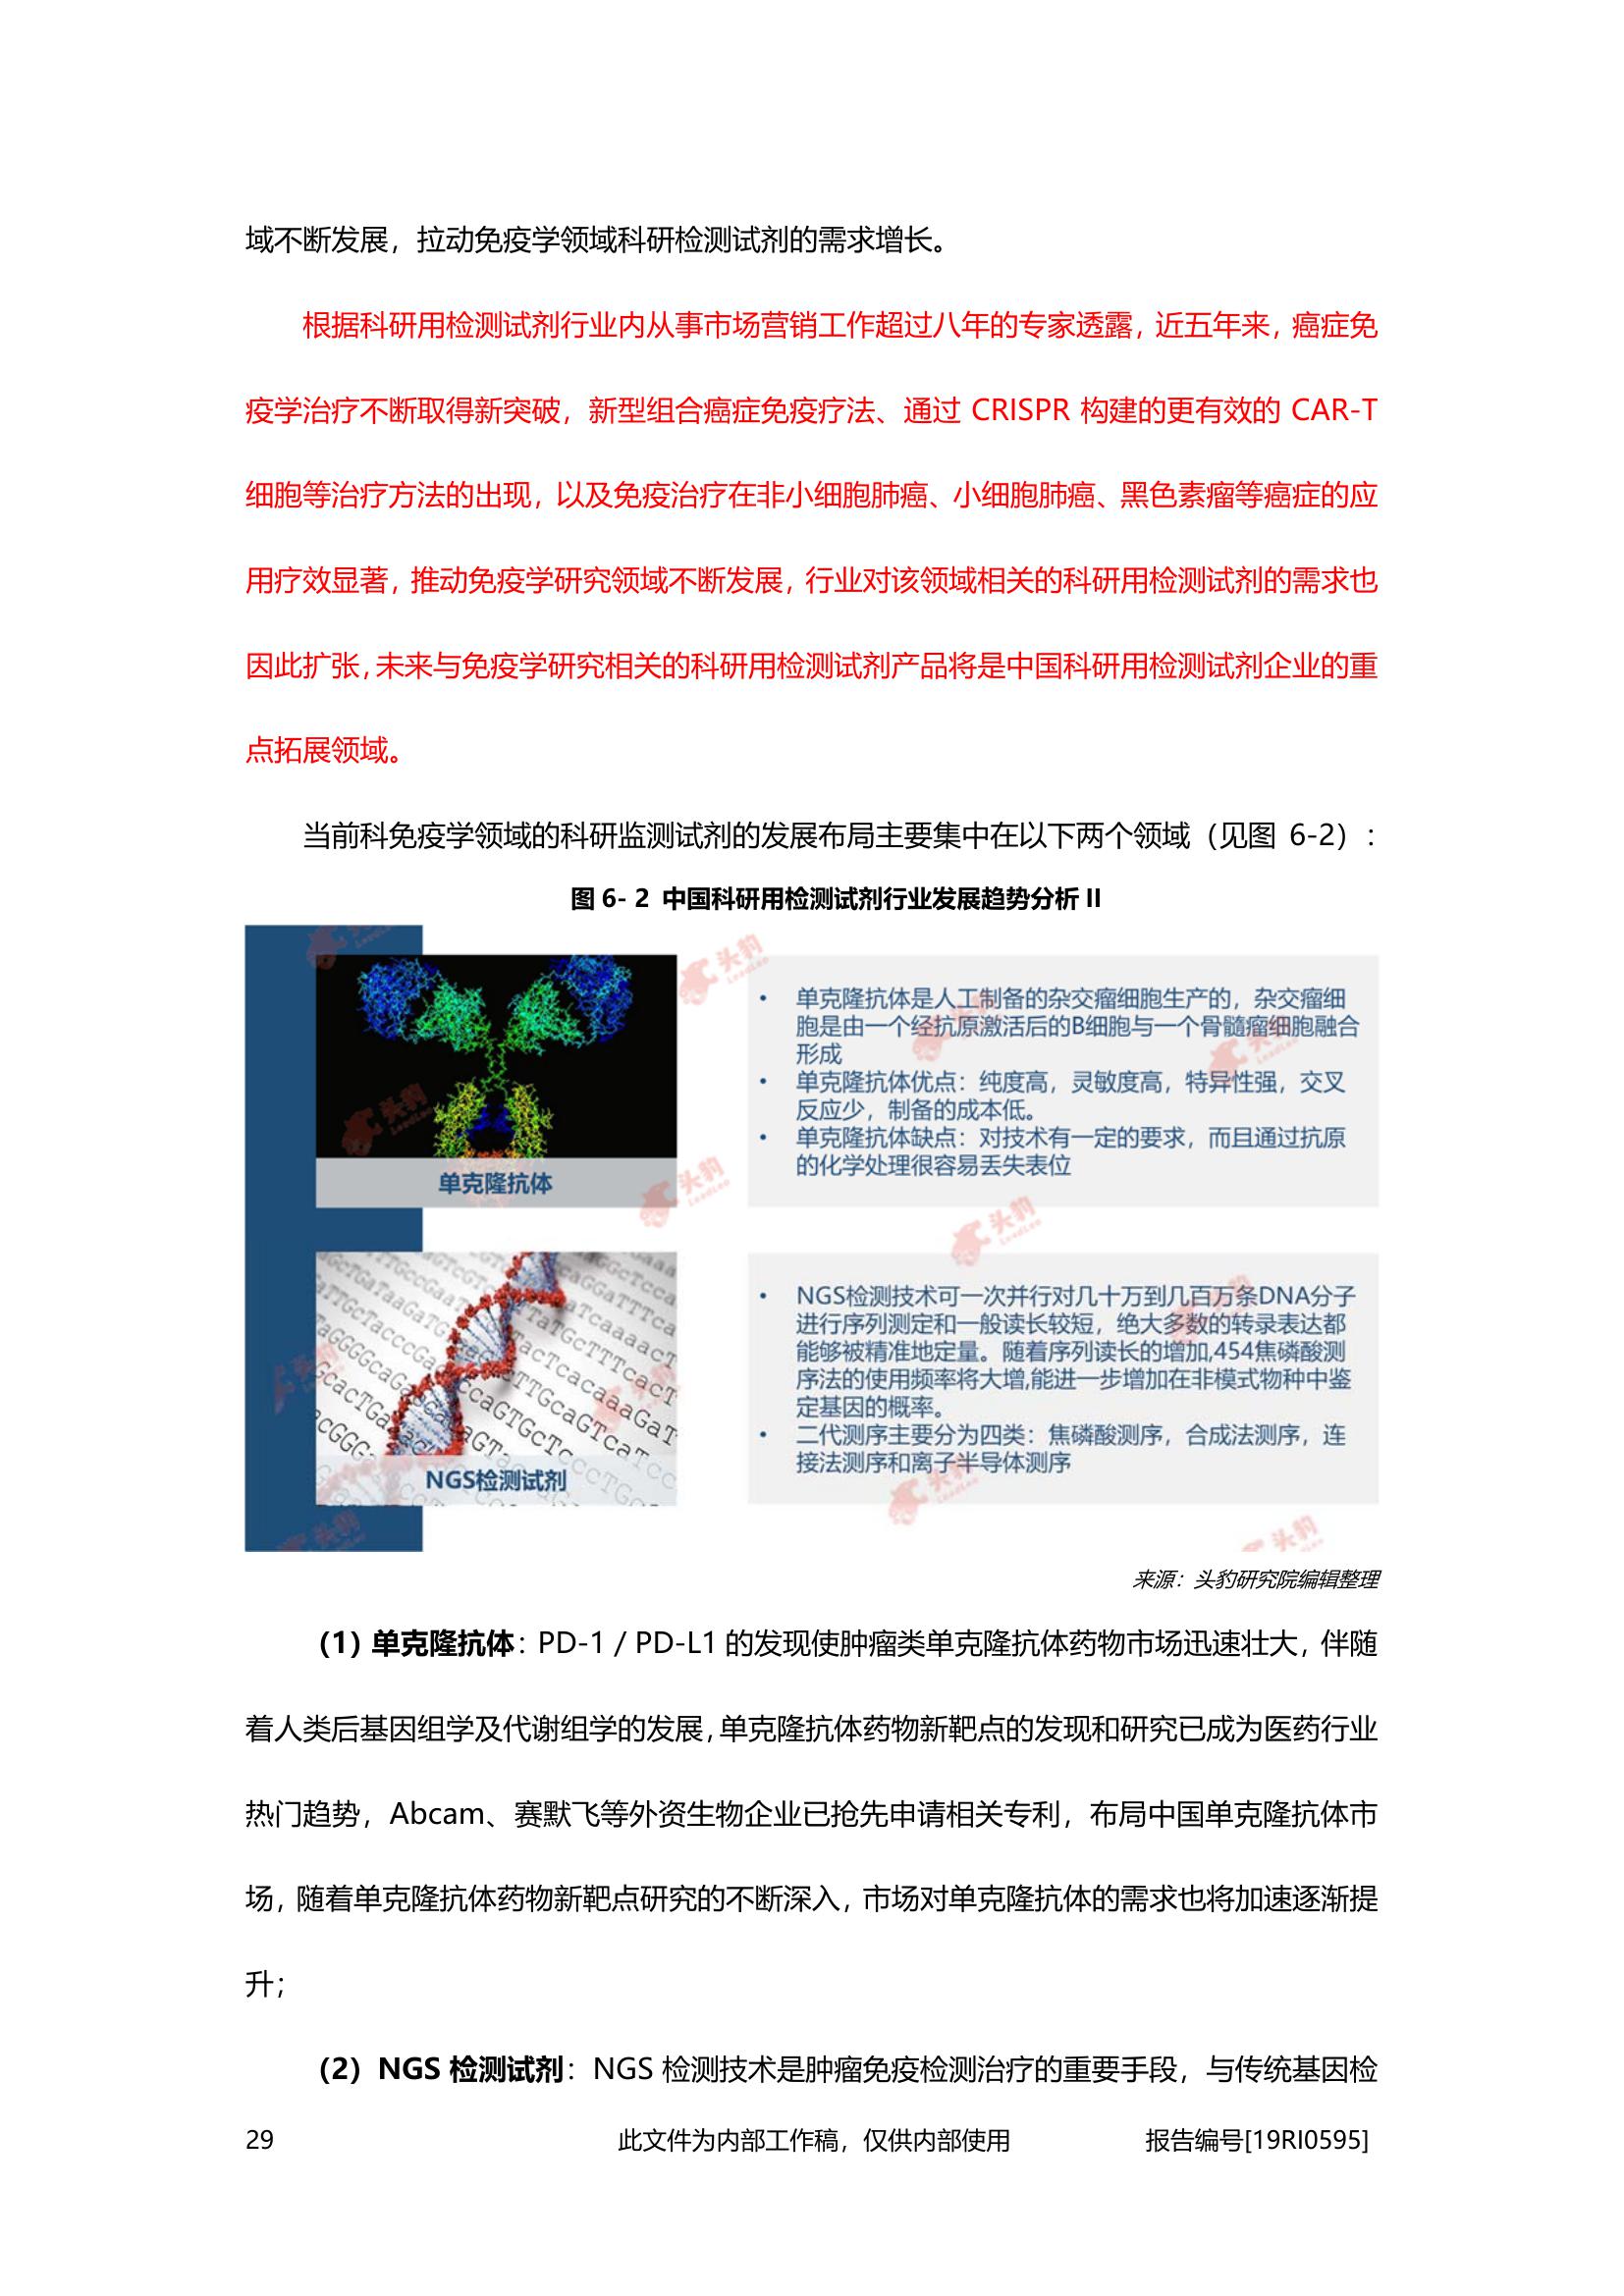 域不断发展，拉动免疫学领域科研检测试剂的需求增长。
根据科研用检测试剂行业内从事市场营销工作超过八年的专家透露，近五年来，癌症免
疫学治疗不断取得新突破，新型组合癌症免疫疗法、通过 CRISPR 构建的更有效的 CAR-T
细胞等治疗方法的出现，以及免疫治疗在非小细胞肺癌、小细胞肺癌、黑色素瘤等癌症的应
用疗效显著，推动免疫学研究领域不断发展，行业对该领域相关的科研用检测试剂的需求也
因此扩张，未来与免疫学研究相关的科研用检测试剂产品将是中国科研用检测试剂企业的重
点拓展领域。
当前科免疫学领域的科研监测试剂的发展布局主要集中在以下两个领域（见图 6-2）：
图 6- 2 中国科研用检测试剂行业发展趋势分析 II
单克隆抗体
• 单克隆抗体是人工制备的杂交瘤细胞生产的，杂交瘤细
胞是由一个经抗原激活后的B细胞与一个骨髓瘤细胞融合
形成
• 单克隆抗体优点：纯度高，灵敏度高，特异性强，交叉
反应少，制备的成本低。
• 单克隆抗体缺点：对技术有一定的要求，而且通过抗原
的化学处理很容易丢失表位
NGS检测试剂
• NGS检测技术可一次并行对几十万到几百万条DNA分子
进行序列测定和一般读长较短，绝大多数的转录表达都
能够被精准地定量。随着序列读长的增加,454焦磷酸测
序法的使用频率将大增,能进一步增加在非模式物种中鉴
定基因的概率。
• 二代测序主要分为四类：焦磷酸测序，合成法测序，连
接法测序和离子半导体测序
来源：头豹研究院编辑整理
（1）单克隆抗体：PD-1 / PD-L1 的发现使肿瘤类单克隆抗体药物市场迅速壮大，伴随
着人类后基因组学及代谢组学的发展，单克隆抗体药物新靶点的发现和研究已成为医药行业
热门趋势，Abcam、赛默飞等外资生物企业已抢先申请相关专利，布局中国单克隆抗体市
场，随着单克隆抗体药物新靶点研究的不断深入，市场对单克隆抗体的需求也将加速逐渐提
升；
（2）NGS 检测试剂：NGS 检测技术是肿瘤免疫检测治疗的重要手段，与传统基因检
29 此文件为内部工作稿，仅供内部使用 报告编号[19RI0595]